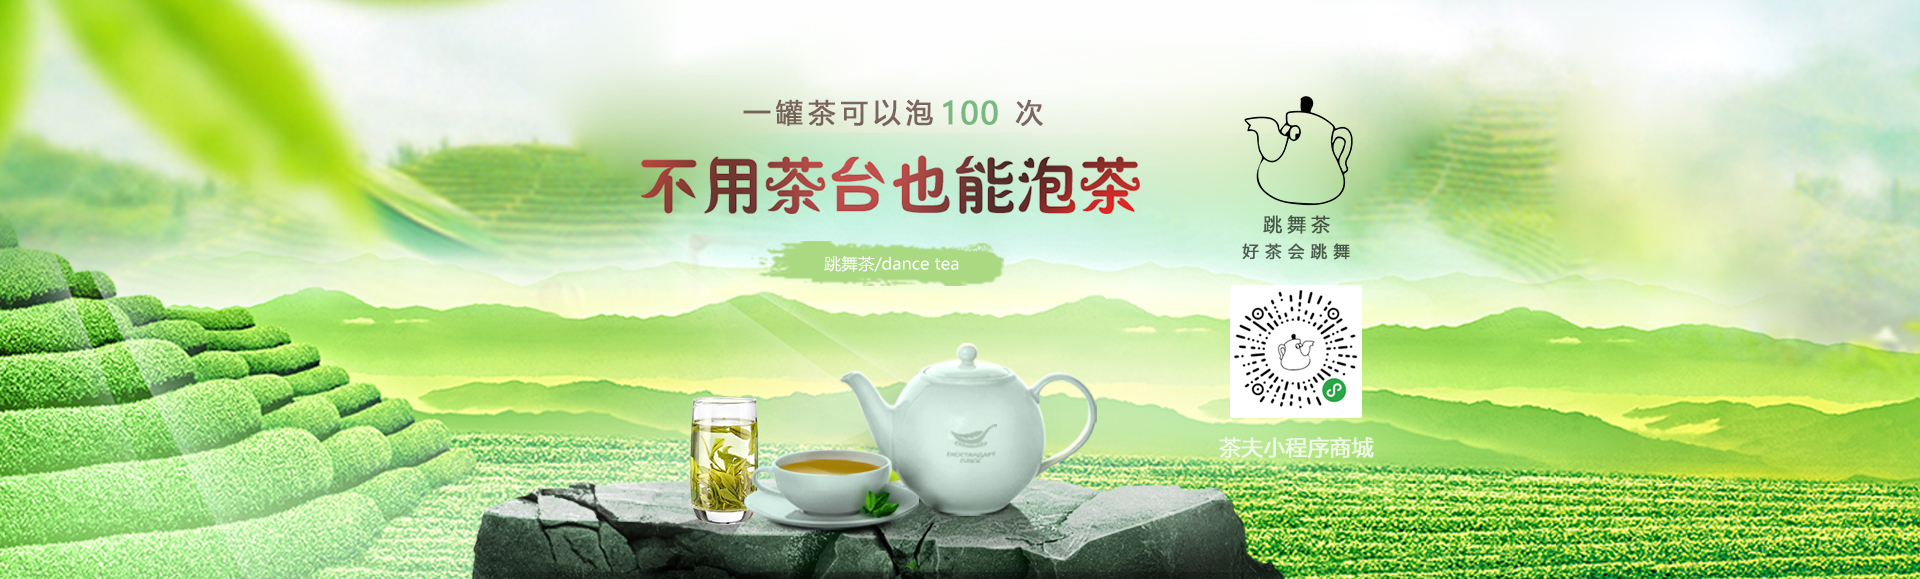 一罐茶可以泡100 次
不用茶台也能泡茶
跳舞茶/dance tea
跳舞茶
好茶会跳舞
茶夫小程序商城